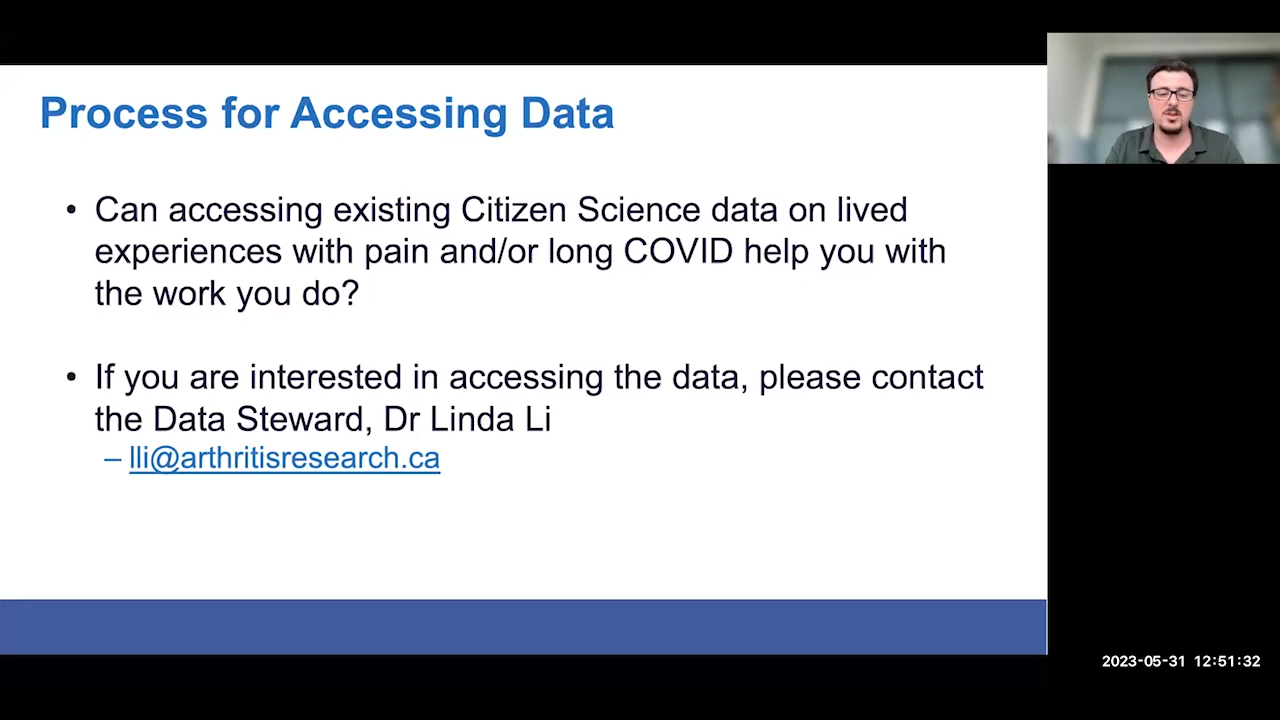 Process for Accessing Data
• Can accessing existing Citizen Science data on lived
experiences with pain and/or long COVID help you with
the work you do?
• If you are interested in accessing the data, please contact
the Data Steward, Dr Linda Li
– lli@arthritisresearch.ca
2023-05-31 12:51:32